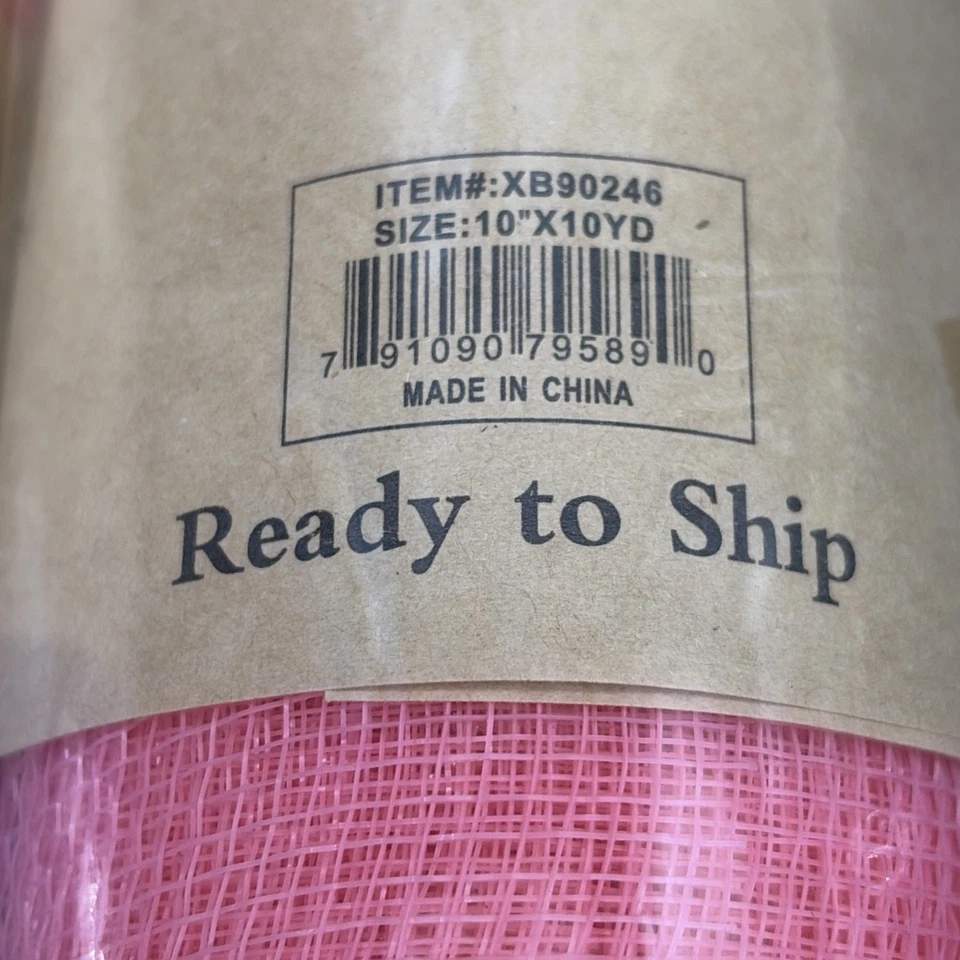 ITEM#:XB90246
SIZE:10"X10YD
7 91090 79589 0
MADE IN CHINA
Ready to Ship